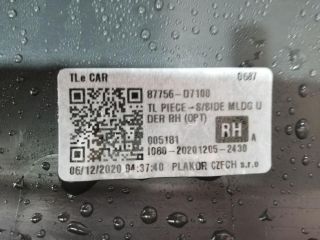 TLe CAR 0687
87756-D7100
TL PIECE-S/SIDE MLDG U
DER RH (OPT)
005181 RH A
1060-20201205-2430
06/12/2020 04:37:40 PLAKOR CZECH s.r.o